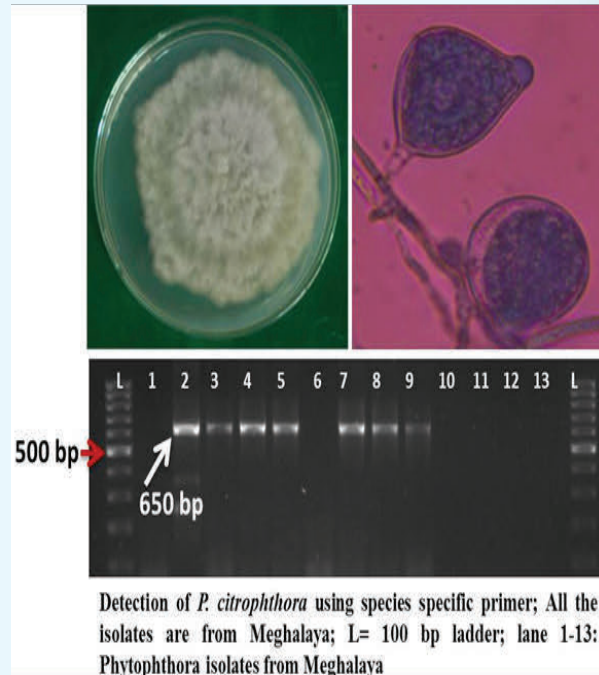 L 1 2 3 4 5 6 7 8 9 10 11 12 13 L
500 bp
650 bp
Detection of P. citrophthora using species specific primer; All the
isolates are from Meghalaya; L= 100 bp ladder; lane 1-13:
Phytophthora isolates from Meghalaya